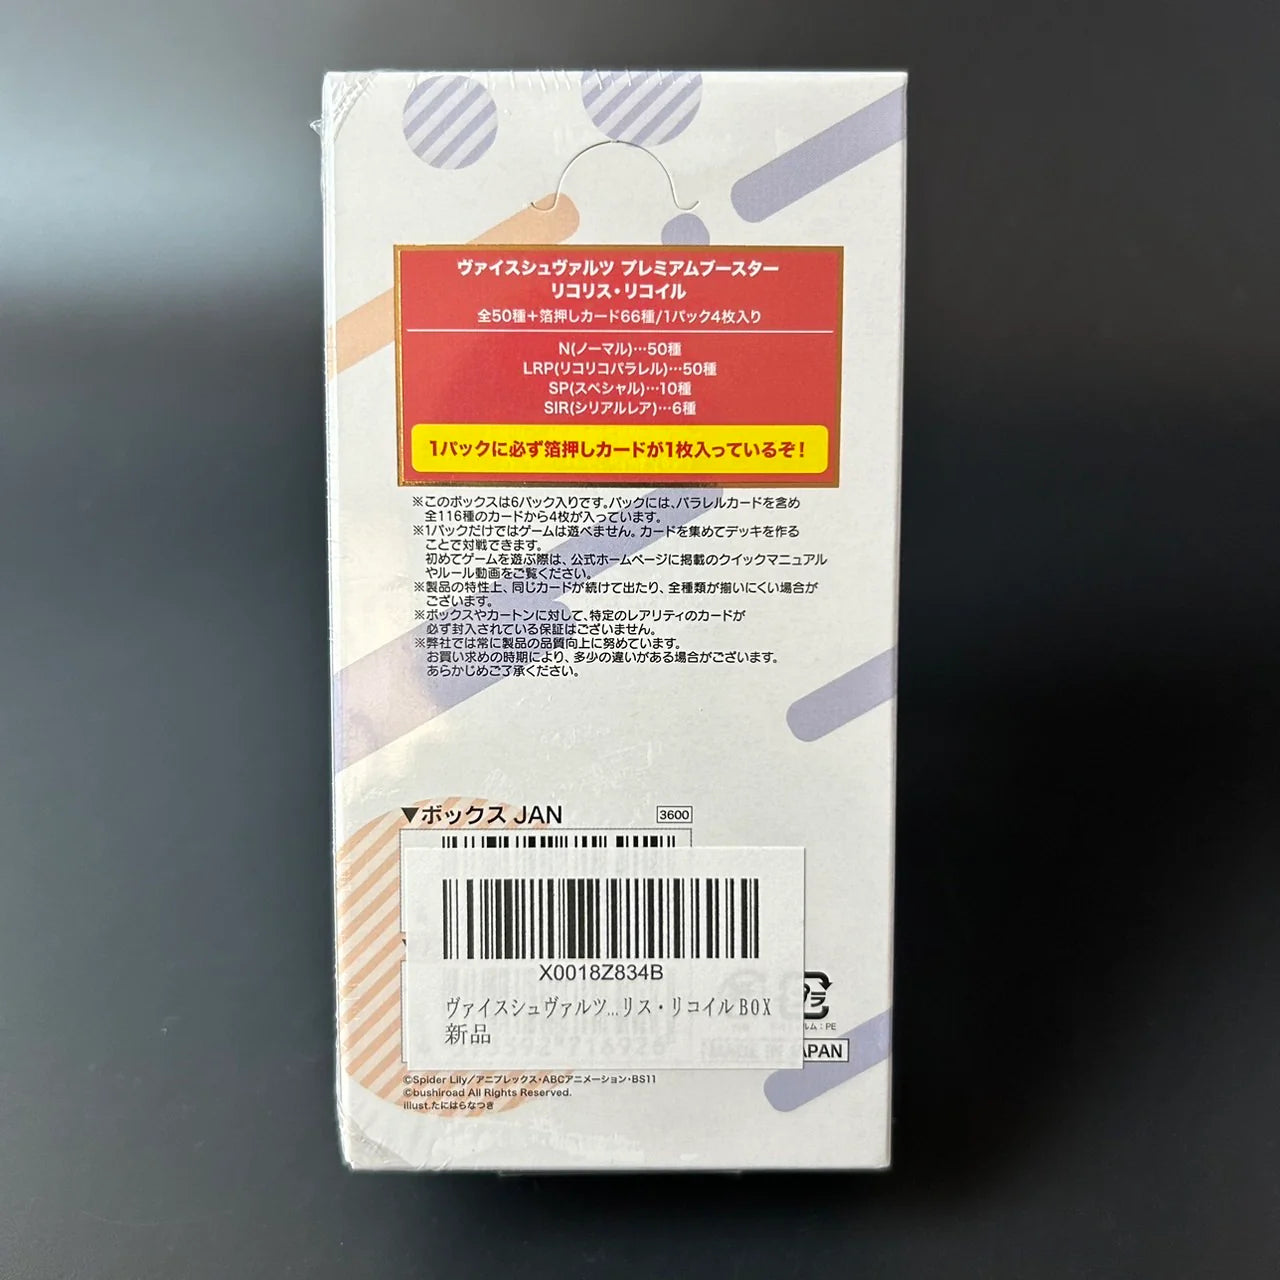 ヴァイスシュヴァルツ プレミアムブースター
リコリス・リコイル
全50種＋箔押しカード66種/1パック4枚入り
N(ノーマル)…50種
LRP(リコリコパラレル)…50種
SP(スペシャル)…10種
SIR(シリアルレア)…6種
1パックに必ず箔押しカードが1枚入っているぞ！
※このボックスは6パック入りです。パックには、パラレルカードを含め
全116種のカードから4枚が入っています。
※1パックだけではゲームは遊べません。カードを集めてデッキを作る
ことで対戦できます。
初めてゲームを遊ぶ際は、公式ホームページに掲載のクイックマニュアル
やルール動画をご覧ください。
※製品の特性上、同じカードが続けて出たり、全種類が揃いにくい場合が
ございます。
※ボックスやカートンに対して、特定のレアリティのカードが
必ず封入されている保証はございません。
※弊社では常に製品の品質向上に努めています。
お買い求めの時期により、多少の違いがある場合がございます。
あらかじめご了承ください。
▼ボックス JAN
3600
X0018Z834B
ヴァイスシュヴァルツ...リス・リコイル BOX
新品
プラ
ルム：PE
JAPAN
©Spider Lily／アニプレックス・ABCアニメーション・BS11
©bushiroad All Rights Reserved.
illust.たにはらなつき